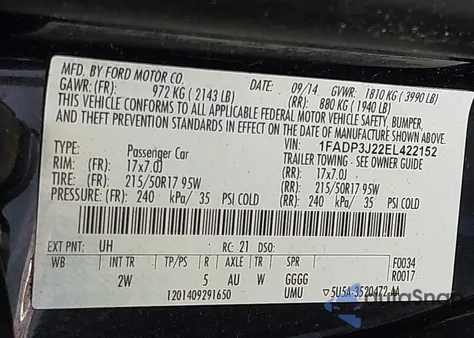 MFD. BY FORD MOTOR CO.
DATE: 09/14 GVWR: 1810 KG (3990 LB)
GAWR: (FR) 972 KG (2143 LB) (RR) 880 KG (1940 LB)
THIS VEHICLE CONFORMS TO ALL APPLICABLE FEDERAL MOTOR VEHICLE SAFETY, BUMPER,
AND THEFT PREVENTION STANDARDS IN EFFECT ON THE DATE OF MANUFACTURE SHOWN ABOVE.
VIN: 1FADP3J22EL422152
TYPE: Passenger Car TRAILER TOWING - SEE OWNER GUIDE
RIM: (FR) 17x7.0J (RR) 17x7.0J
TIRE: (FR) 215/50R17 95W (RR) 215/50R17 95W
PRESSURE: (FR) 240 kPa/ 35 PSI COLD (RR) 240 kPa/ 35 PSI COLD
EXT PNT: UH RC: 21 DSO:
WB INT TR TP/PS R AXLE TR SPR F0034
2W 5 AU W GGGG R0017
1201409291650 UMU ▽5U5A-3520472-AA
AutoSnap